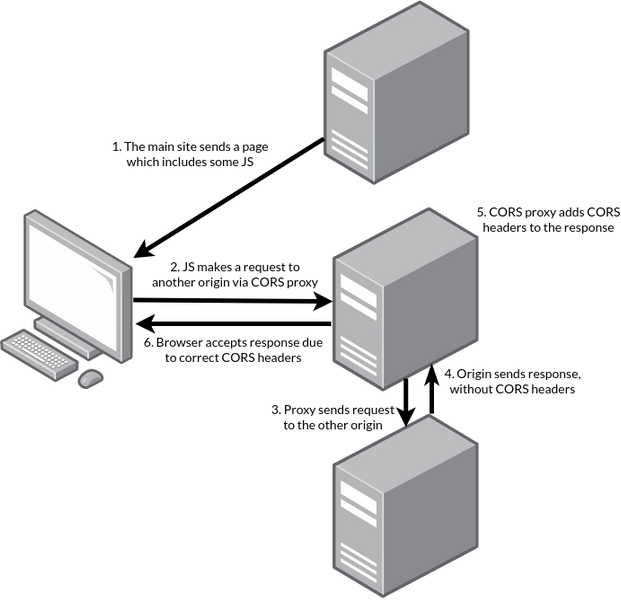 1. The main site sends a page
which includes some JS
2. JS makes a request to
another origin via CORS proxy
3. Proxy sends request
to the other origin
4. Origin sends response,
without CORS headers
5. CORS proxy adds CORS
headers to the response
6. Browser accepts response due
to correct CORS headers